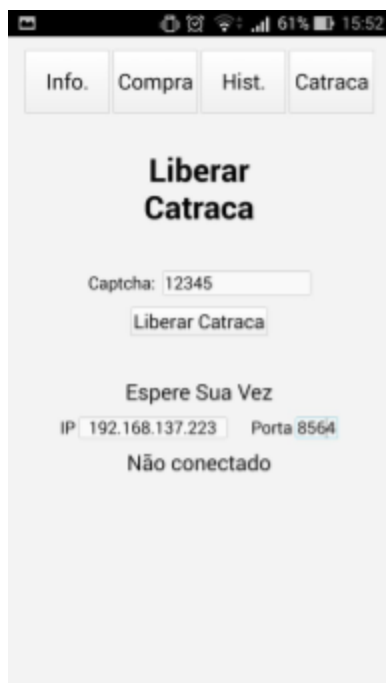 61% 15:52
Info. Compra Hist. Catraca
Liberar
Catraca
Captcha: 12345
Liberar Catraca
Espere Sua Vez
IP 192.168.137.223 Porta 8564
Não conectado